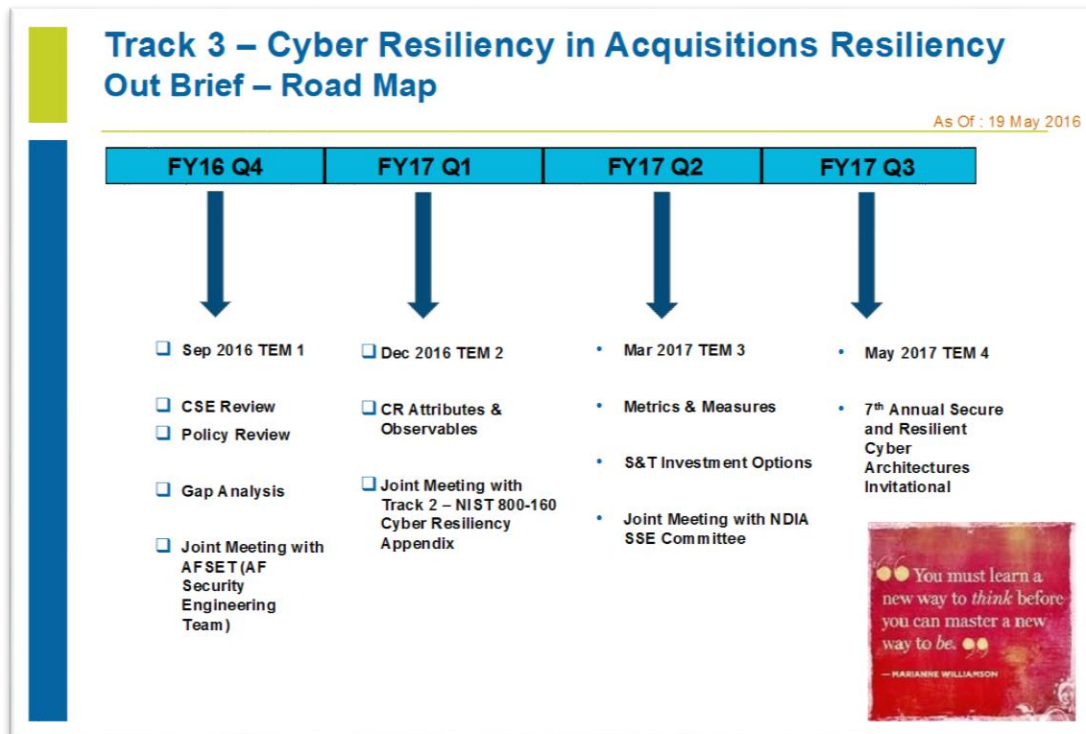 Track 3 – Cyber Resiliency in Acquisitions Resiliency
Out Brief – Road Map
As Of : 19 May 2016
FY16 Q4
FY17 Q1
FY17 Q2
FY17 Q3
❑ Sep 2016 TEM 1
❑ CSE Review
❑ Policy Review
❑ Gap Analysis
❑ Joint Meeting with
AFSET (AF
Security
Engineering
Team)
❑ Dec 2016 TEM 2
❑ CR Attributes &
Observables
❑ Joint Meeting with
Track 2 – NIST 800-160
Cyber Resiliency
Appendix
• Mar 2017 TEM 3
• Metrics & Measures
• S&T Investment Options
• Joint Meeting with NDIA
SSE Committee
• May 2017 TEM 4
• 7th Annual Secure
and Resilient
Cyber
Architectures
Invitational
“You must learn a
new way to think before
you can master a new
way to be.”
— MARIANNE WILLIAMSON